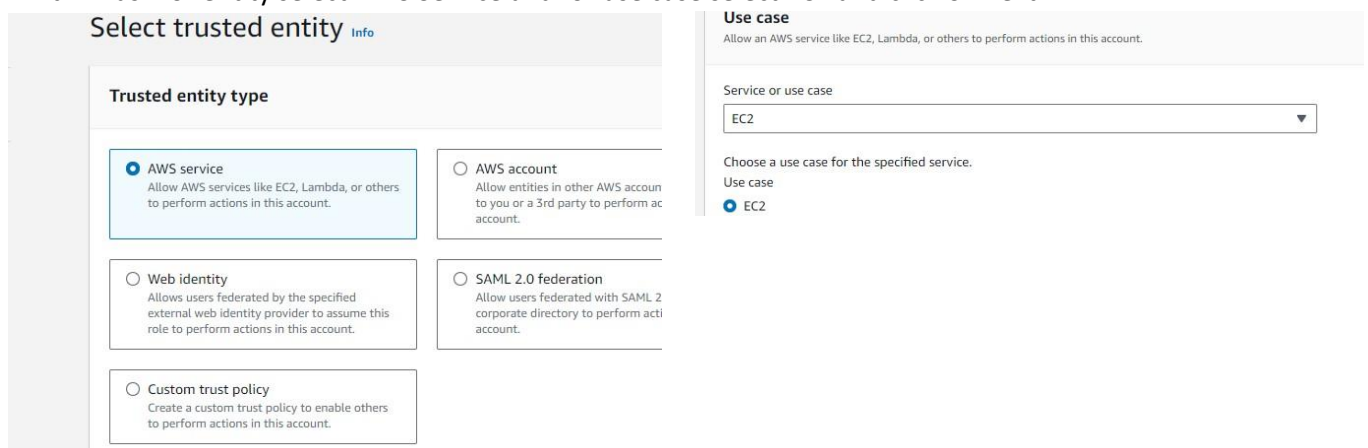 Select trusted entity Info
Trusted entity type
AWS service
Allow AWS services like EC2, Lambda, or others
to perform actions in this account.
AWS account
Allow entities in other AWS accoun
to you or a 3rd party to perform ac
account.
Web identity
Allows users federated by the specified
external web identity provider to assume this
role to perform actions in this account.
SAML 2.0 federation
Allow users federated with SAML 2
corporate directory to perform acti
account.
Custom trust policy
Create a custom trust policy to enable others
to perform actions in this account.
Use case
Allow an AWS service like EC2, Lambda, or others to perform actions in this account.
Service or use case
EC2
Choose a use case for the specified service.
Use case
EC2